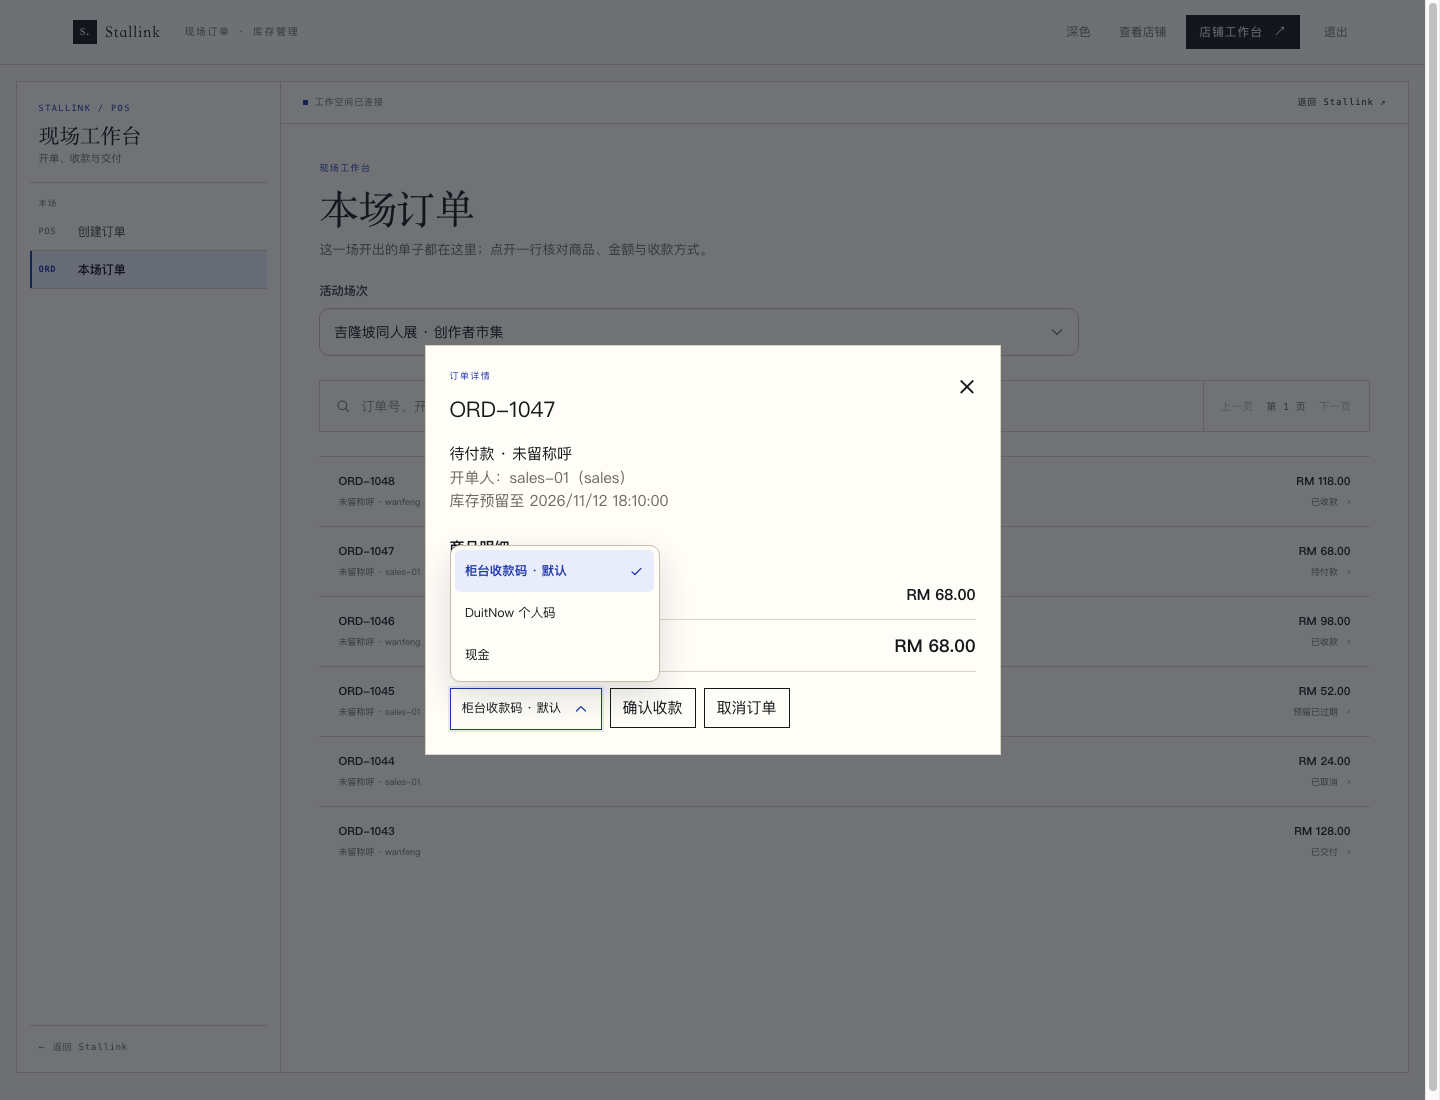 S. Stallink 现场订单 · 库存管理 深色 查看店铺 店铺工作台 ↗ 退出
STALLINK / POS
现场工作台
开单、收款与交付
本场
POS 创建订单
ORD 本场订单
← 返回 Stallink
工作空间已连接 返回 Stallink ↗
现场工作台
本场订单
这一场开出的单子都在这里；点开一行核对商品、金额与收款方式。
活动场次
吉隆坡同人展 · 创作者市集
订单号、开 上一页 第 1 页 下一页
ORD-1048 RM 118.00
未留称呼 · wanfeng 已收款 ›
ORD-1047 RM 68.00
未留称呼 · sales-01 待付款 ›
ORD-1046 RM 98.00
未留称呼 · wanfeng 已收款 ›
ORD-1045 RM 52.00
未留称呼 · sales-01 预留已过期 ›
ORD-1044 RM 24.00
未留称呼 · sales-01 已取消 ›
ORD-1043 RM 128.00
未留称呼 · wanfeng 已交付 ›
订单详情
ORD-1047
待付款 · 未留称呼
开单人：sales-01（sales）
库存预留至 2026/11/12 18:10:00
商品明细
RM 68.00
RM 68.00
柜台收款码 · 默认
DuitNow 个人码
现金
柜台收款码 · 默认 确认收款 取消订单